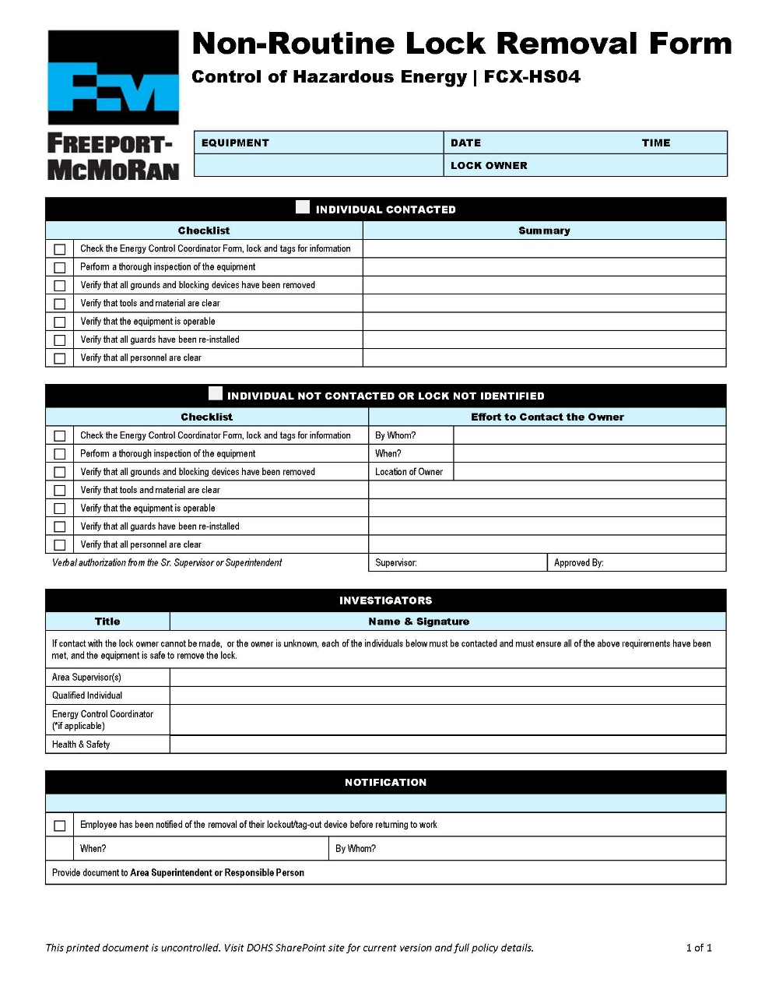 FM
FREEPORT-
McMoRan
Non-Routine Lock Removal Form
Control of Hazardous Energy | FCX-HS04
EQUIPMENT DATE TIME
LOCK OWNER
INDIVIDUAL CONTACTED
Checklist Summary
Check the Energy Control Coordinator Form, lock and tags for information
Perform a thorough inspection of the equipment
Verify that all grounds and blocking devices have been removed
Verify that tools and material are clear
Verify that the equipment is operable
Verify that all guards have been re-installed
Verify that all personnel are clear
INDIVIDUAL NOT CONTACTED OR LOCK NOT IDENTIFIED
Checklist Effort to Contact the Owner
Check the Energy Control Coordinator Form, lock and tags for information By Whom?
Perform a thorough inspection of the equipment When?
Verify that all grounds and blocking devices have been removed Location of Owner
Verify that tools and material are clear
Verify that the equipment is operable
Verify that all guards have been re-installed
Verify that all personnel are clear
Verbal authorization from the Sr. Supervisor or Superintendent Supervisor: Approved By:
INVESTIGATORS
Title Name & Signature
If contact with the lock owner cannot be made, or the owner is unknown, each of the individuals below must be contacted and must ensure all of the above requirements have been
met, and the equipment is safe to remove the lock.
Area Supervisor(s)
Qualified Individual
Energy Control Coordinator
(*if applicable)
Health & Safety
NOTIFICATION
Employee has been notified of the removal of their lockout/tag-out device before returning to work
When? By Whom?
Provide document to Area Superintendent or Responsible Person
This printed document is uncontrolled. Visit DOHS SharePoint site for current version and full policy details. 1 of 1